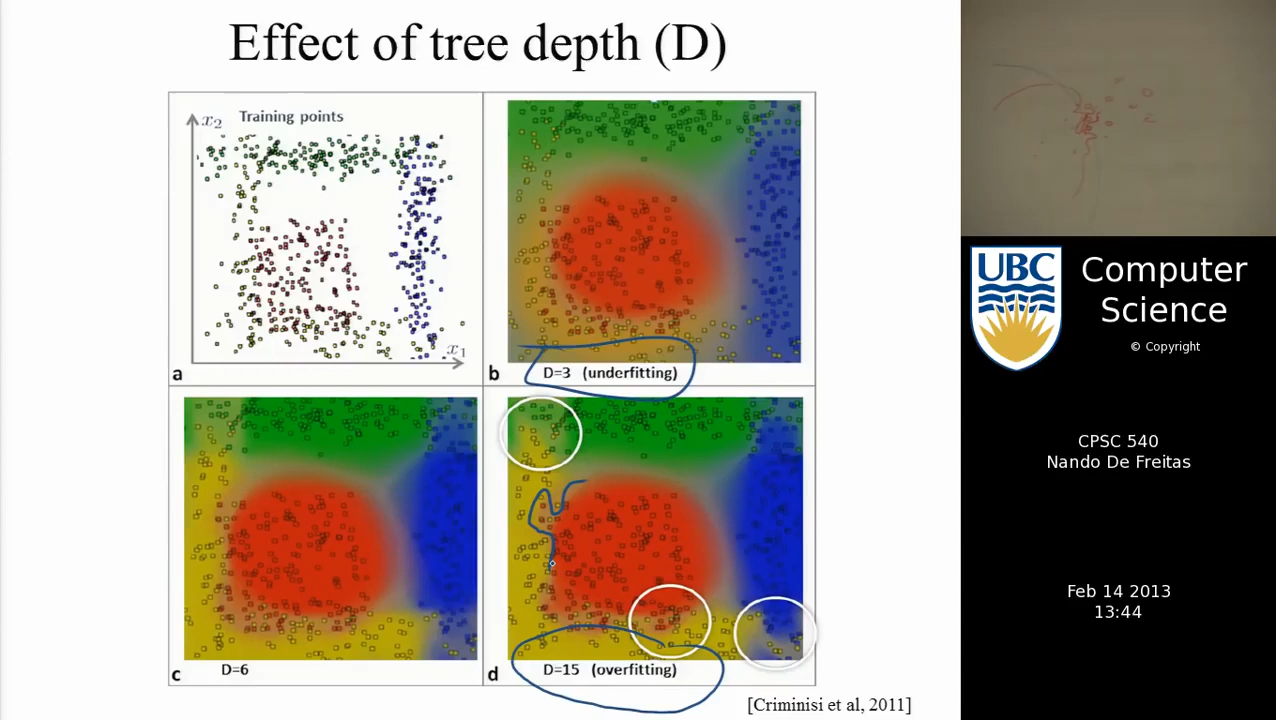 Effect of tree depth (D)
x2
Training points
x1
a
b
D=3 (underfitting)
c
D=6
d
D=15 (overfitting)
[Criminisi et al, 2011]
UBC
Computer
Science
© Copyright
CPSC 540
Nando De Freitas
Feb 14 2013
13:44